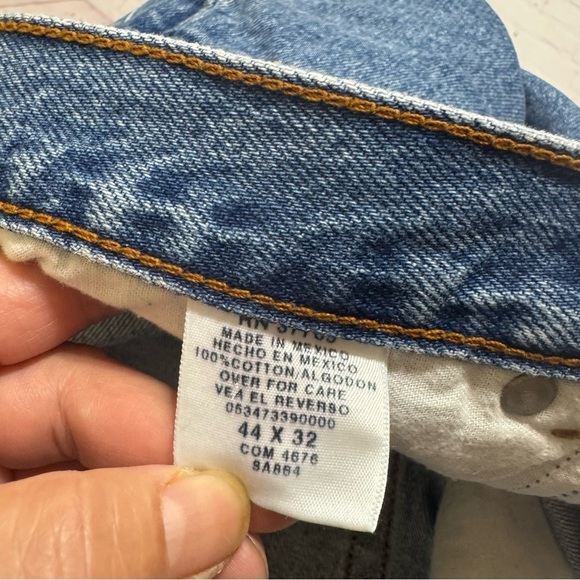 MADE IN MEXICO
HECHO EN MEXICO
100%COTTON/ALGODON
OVER FOR CARE
VEA EL REVERSO
053473390000
44 X 32
COM 4676
9A864